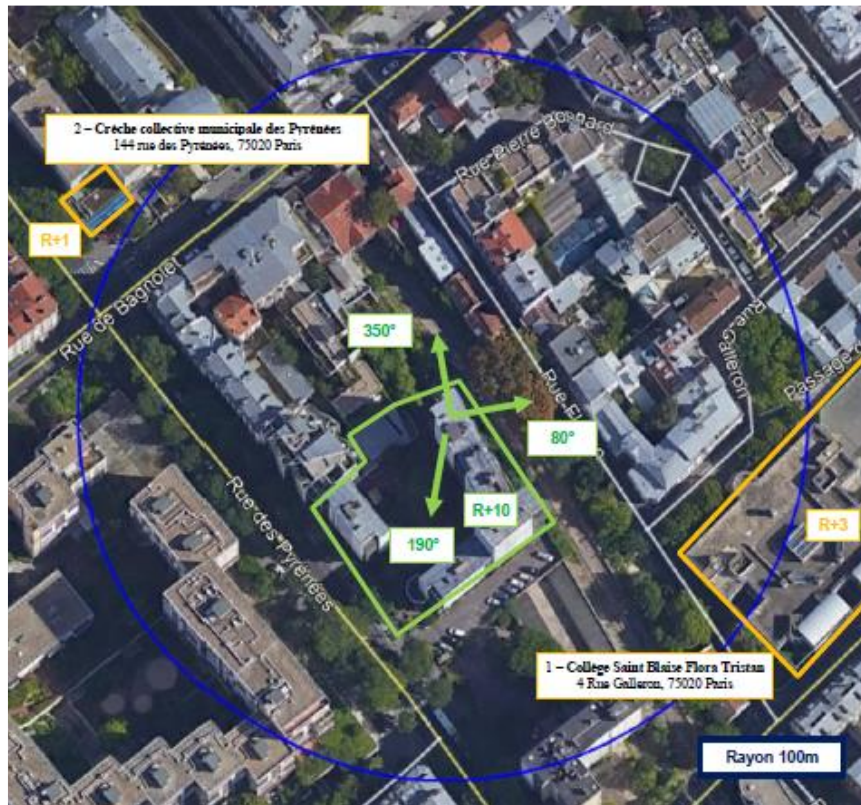 2 – Crèche collective municipale des Pyrénées
144 rue des Pyrénées, 75020 Paris
R+1
Rue de Bagnolet
Rue Pierre Bonnard
350°
Rue
Galleron
Passage
80°
R+10
190°
Rue des Pyrénées
R+3
1 – Collège Saint Blaise Flora Tristan
4 Rue Galleron, 75020 Paris
Rayon 100m